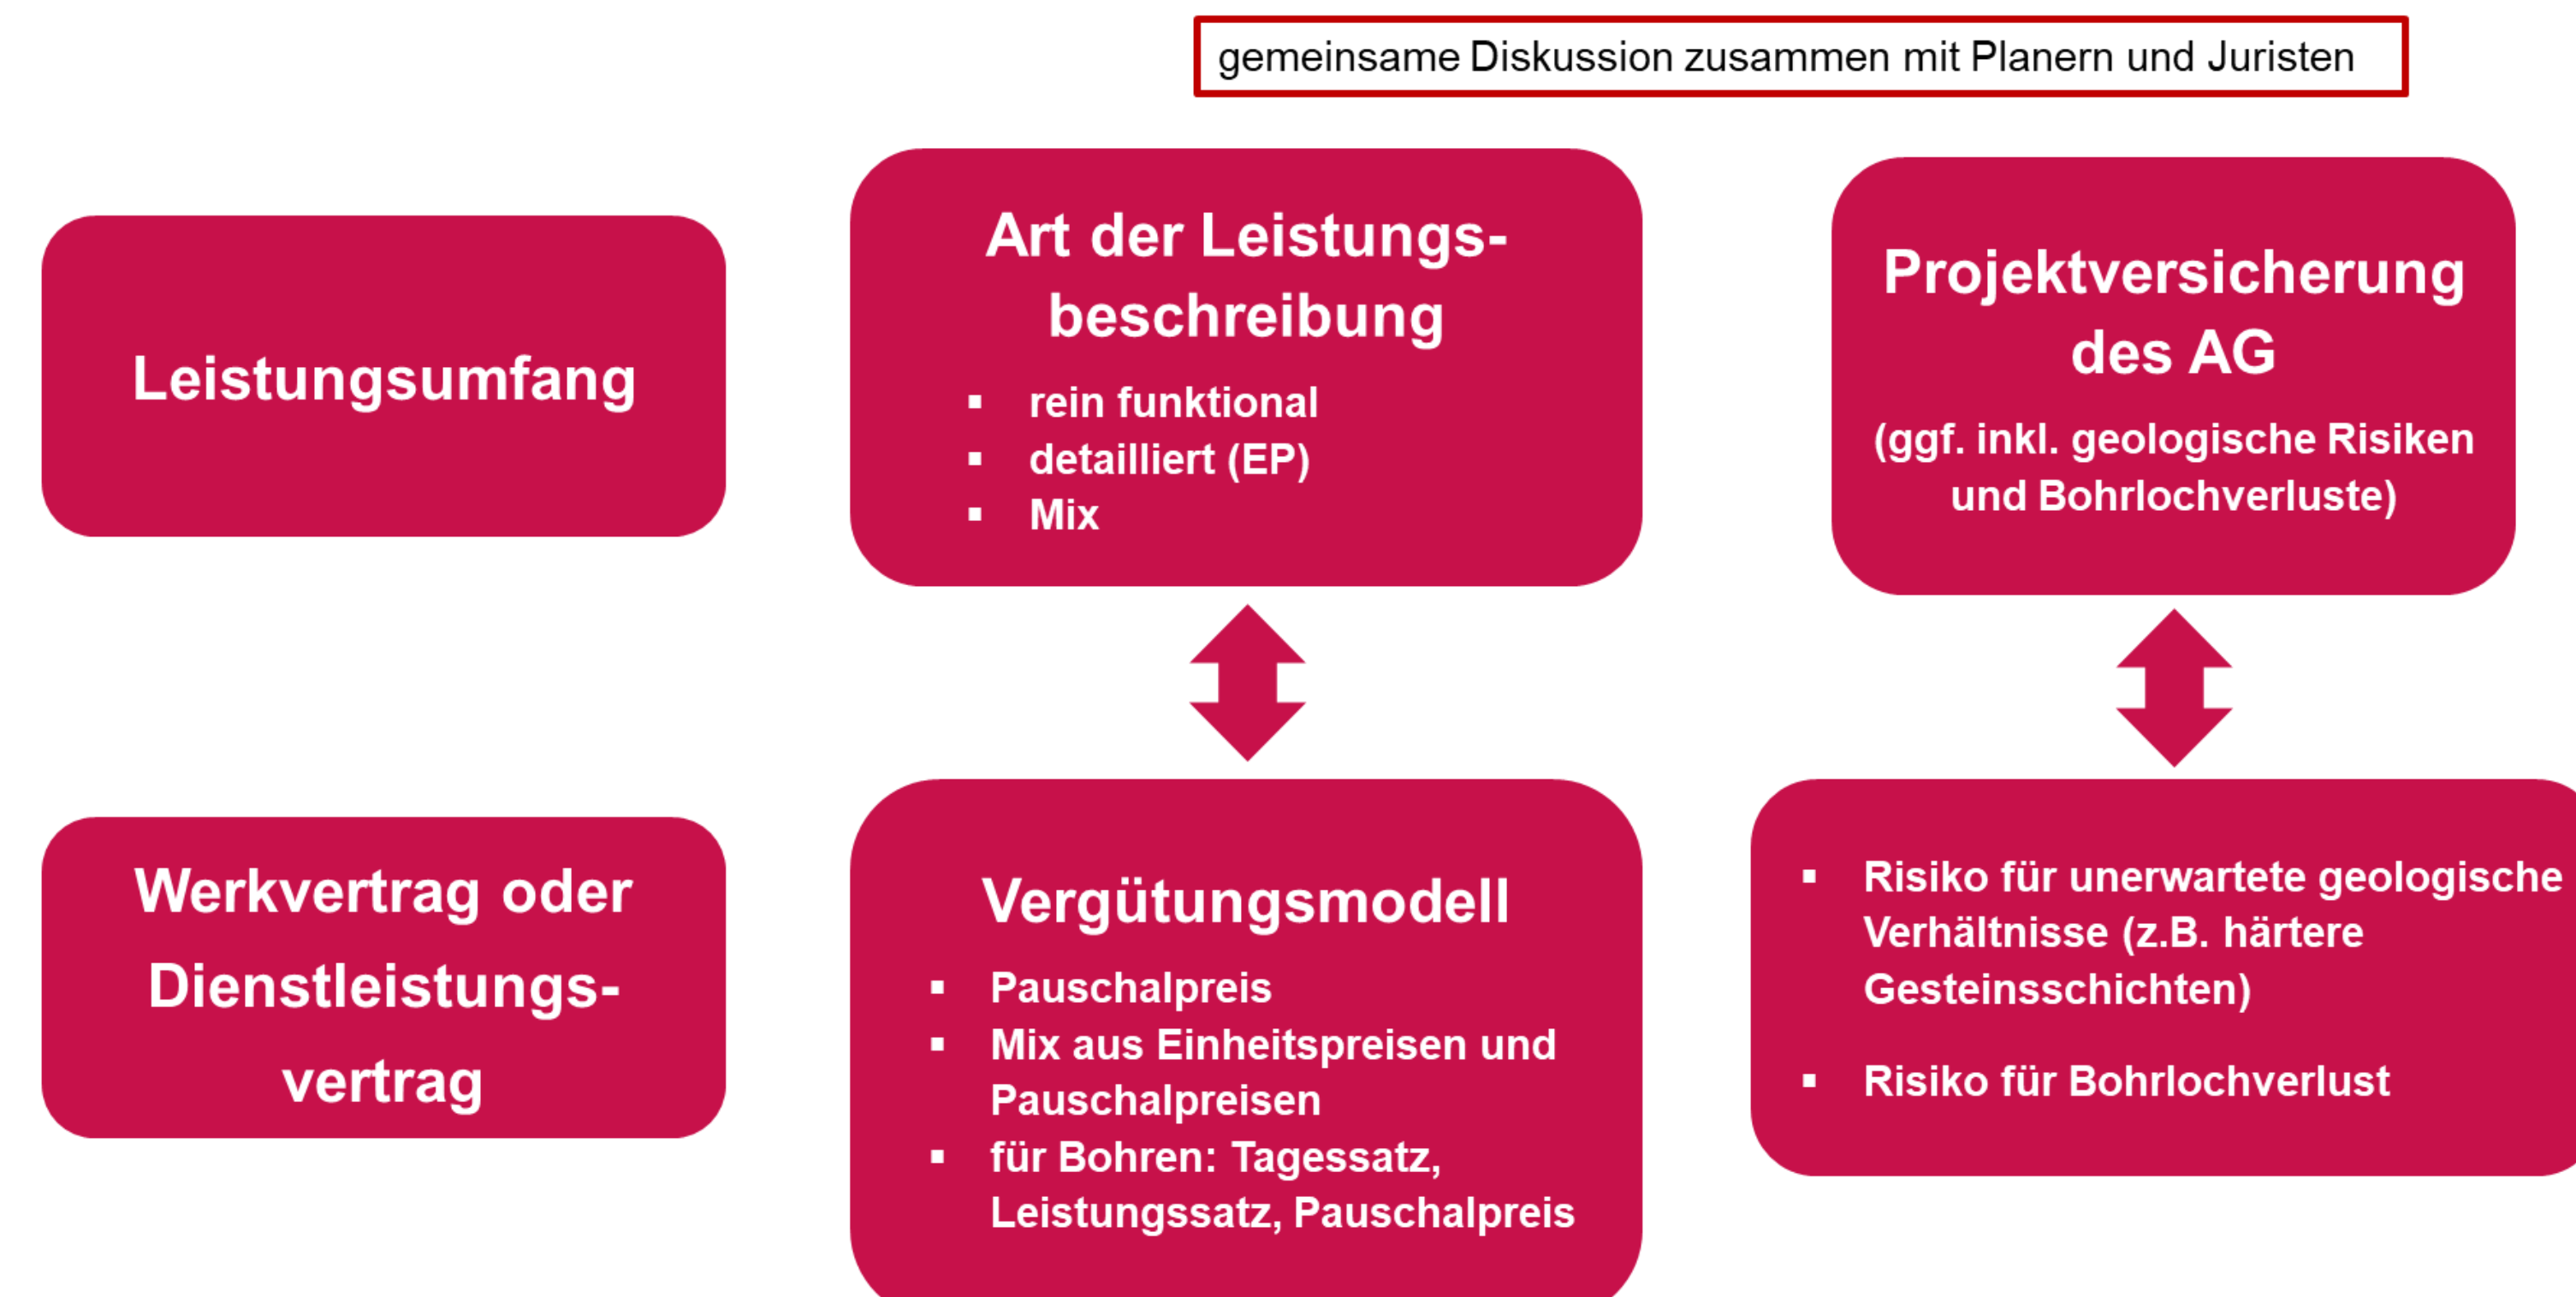 gemeinsame Diskussion zusammen mit Planern und Juristen
Leistungsumfang
Art der Leistungs-
beschreibung
▪ rein funktional
▪ detailliert (EP)
▪ Mix
Projektversicherung
des AG
(ggf. inkl. geologische Risiken
und Bohrlochverluste)
Werkvertrag oder
Dienstleistungs-
vertrag
Vergütungsmodell
▪ Pauschalpreis
▪ Mix aus Einheitspreisen und
Pauschalpreisen
▪ für Bohren: Tagessatz,
Leistungssatz, Pauschalpreis
▪ Risiko für unerwartete geologische
Verhältnisse (z.B. härtere
Gesteinsschichten)
▪ Risiko für Bohrlochverlust